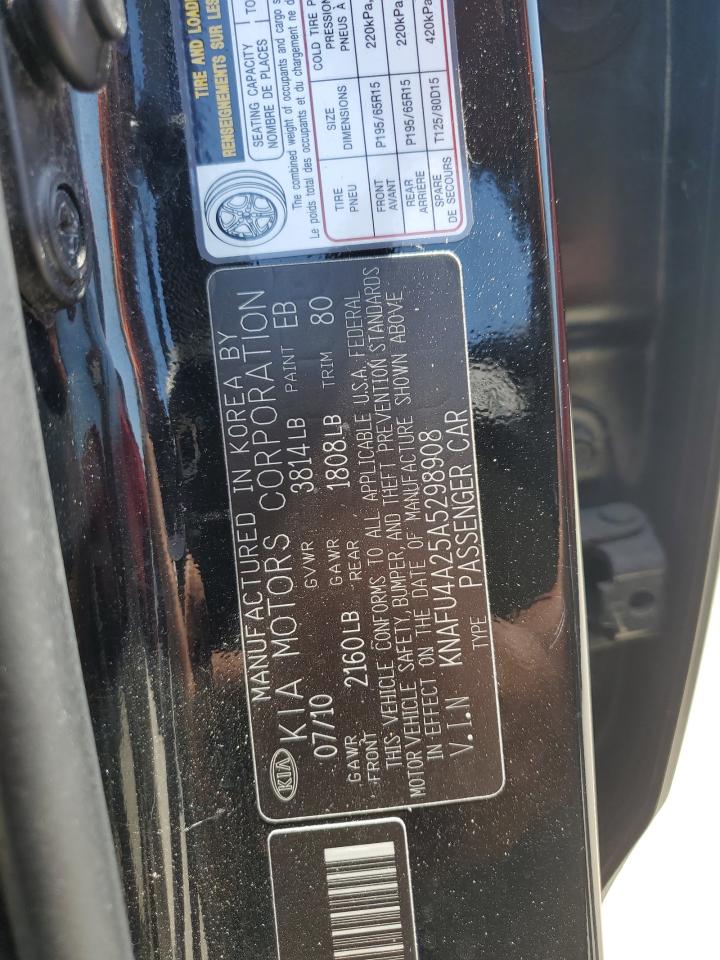 TIRE AND LOADI
RENSEIGNEMENTS SUR LES
SEATING CAPACITY
NOMBRE DE PLACES
TO
The combined weight of occupants and cargo s
Le poids total des occupants et du chargement ne d
TIRE
PNEU
SIZE
DIMENSIONS
COLD TIRE P
PRESSION
PNEUS À
FRONT
AVANT
P195/65R15
220kPa,
REAR
ARRIÈRE
P195/65R15
220kPa,
SPARE
DE SECOURS
T125/80D15
420kPa
MANUFACTURED IN KOREA BY
KIA KIA MOTORS CORPORATION
07/10 GVWR 3814LB PAINT EB
GAWR FRONT 2160LB GAWR REAR 1808LB TRIM 80
THIS VEHICLE CONFORMS TO ALL APPLICABLE U.S.A. FEDERAL
MOTOR VEHICLE SAFETY, BUMPER, AND THEFT PREVENTION STANDARDS
IN EFFECT ON THE DATE OF MANUFACTURE SHOWN ABOVE
V.I.N KNAFU4A25A5298908
TYPE PASSENGER CAR